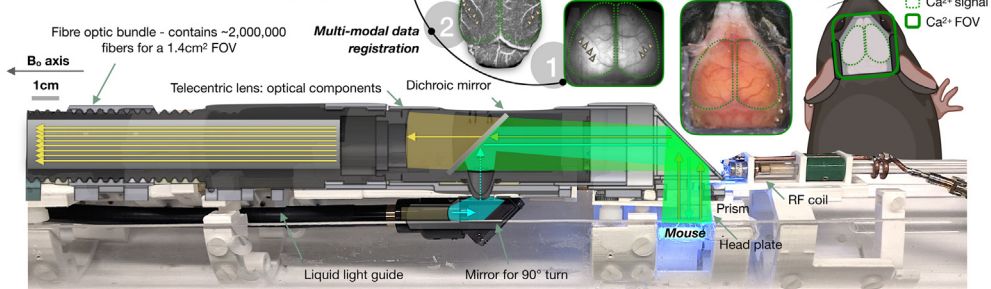 Ca²⁺ signal
Ca²⁺ FOV
Fibre optic bundle - contains ~2,000,000
fibers for a 1.4cm² FOV
Multi-modal data
registration
2
1
B₀ axis
1cm
Telecentric lens: optical components
Dichroic mirror
RF coil
Prism
Mouse
Head plate
Liquid light guide
Mirror for 90° turn